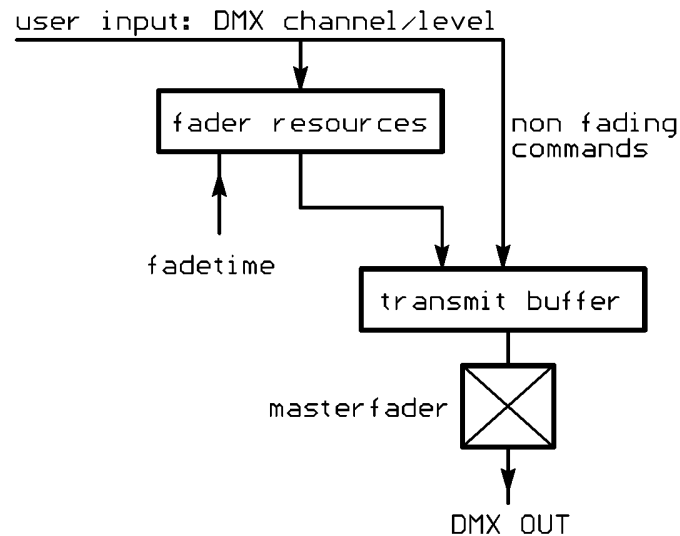 user input: DMX channel/level
fader resources
non fading
commands
fadetime
transmit buffer
masterfader
DMX OUT